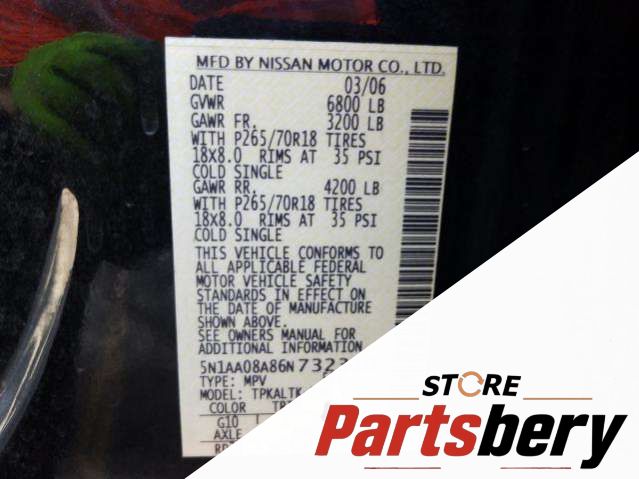 MFD BY NISSAN MOTOR CO., LTD.
DATE 03/06
GVWR 6800 LB
GAWR FR. 3200 LB
WITH P265/70R18 TIRES
18X8.0 RIMS AT 35 PSI
COLD SINGLE
GAWR RR. 4200 LB
WITH P265/70R18 TIRES
18X8.0 RIMS AT 35 PSI
COLD SINGLE
THIS VEHICLE CONFORMS TO
ALL APPLICABLE FEDERAL
MOTOR VEHICLE SAFETY
STANDARDS IN EFFECT ON
THE DATE OF MANUFACTURE
SHOWN ABOVE.
SEE OWNERS MANUAL FOR
ADDITIONAL INFORMATION
5N1AA08A86N732
TYPE: MPV
MODEL: TPKALTK
COLOR
G10
AXLE
STORE
Partsbery